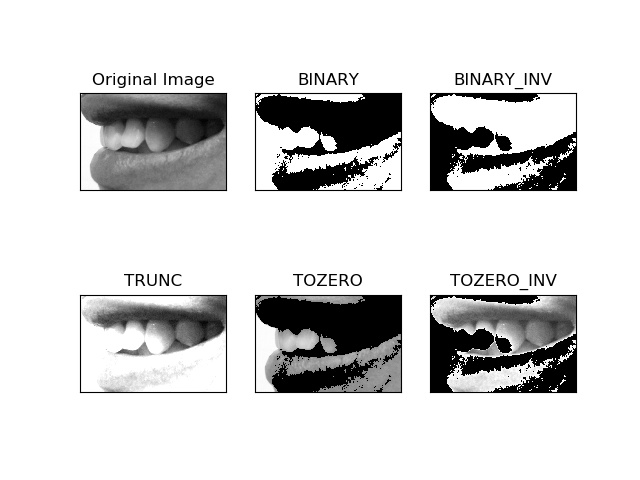 Original Image
BINARY
BINARY_INV
TRUNC
TOZERO
TOZERO_INV